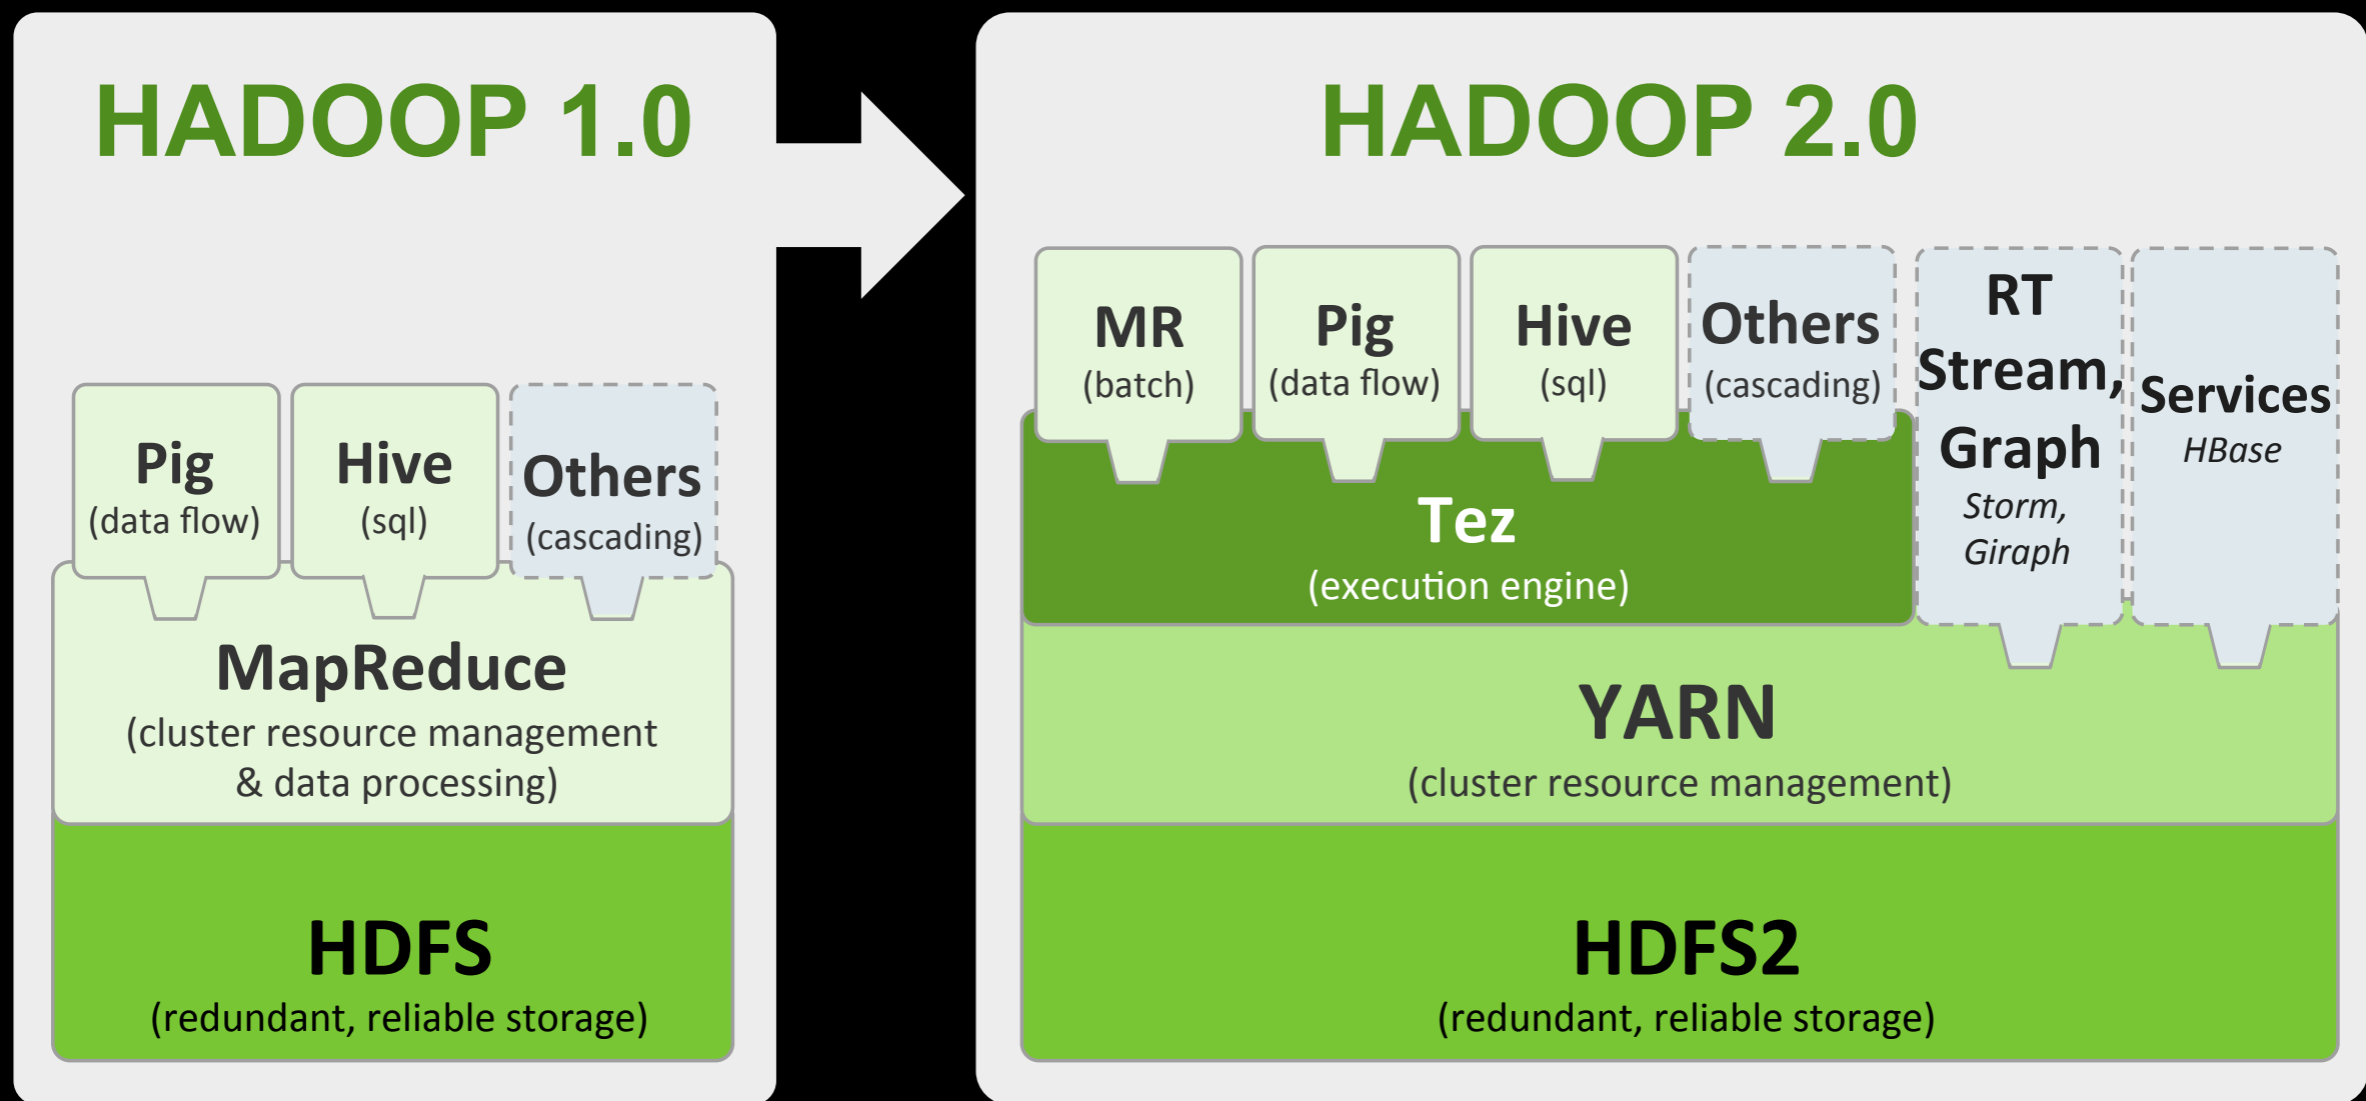 HADOOP 1.0
Pig
(data flow)
Hive
(sql)
Others
(cascading)
MapReduce
(cluster resource management
& data processing)
HDFS
(redundant, reliable storage)
HADOOP 2.0
MR
(batch)
Pig
(data flow)
Hive
(sql)
Others
(cascading)
RT
Stream,
Graph
Storm,
Giraph
Services
HBase
Tez
(execution engine)
YARN
(cluster resource management)
HDFS2
(redundant, reliable storage)